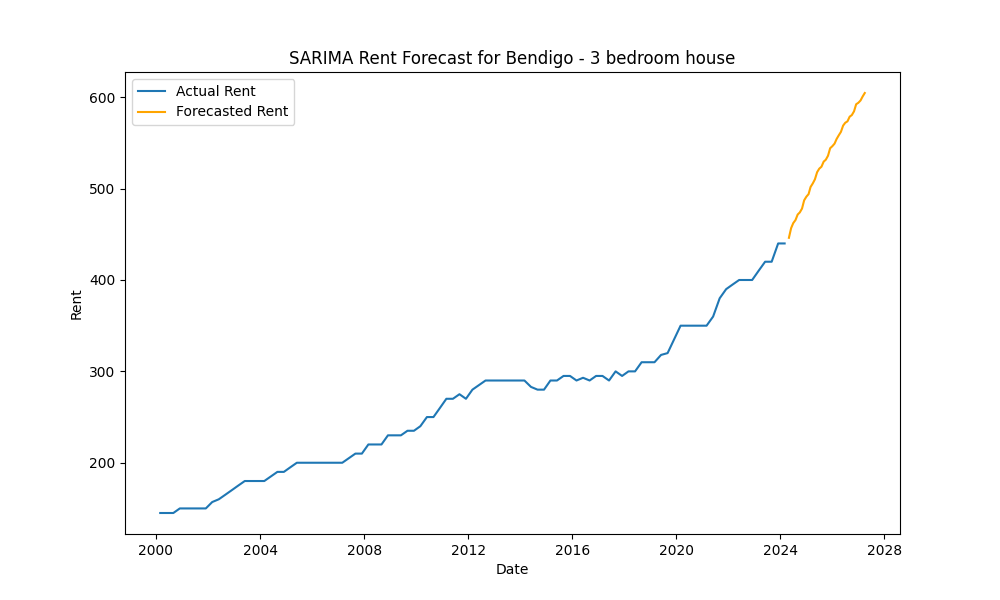 SARIMA Rent Forecast for Bendigo - 3 bedroom house
Actual Rent
Forecasted Rent
600
500
400
300
200
Rent
2000 2004 2008 2012 2016 2020 2024 2028
Date